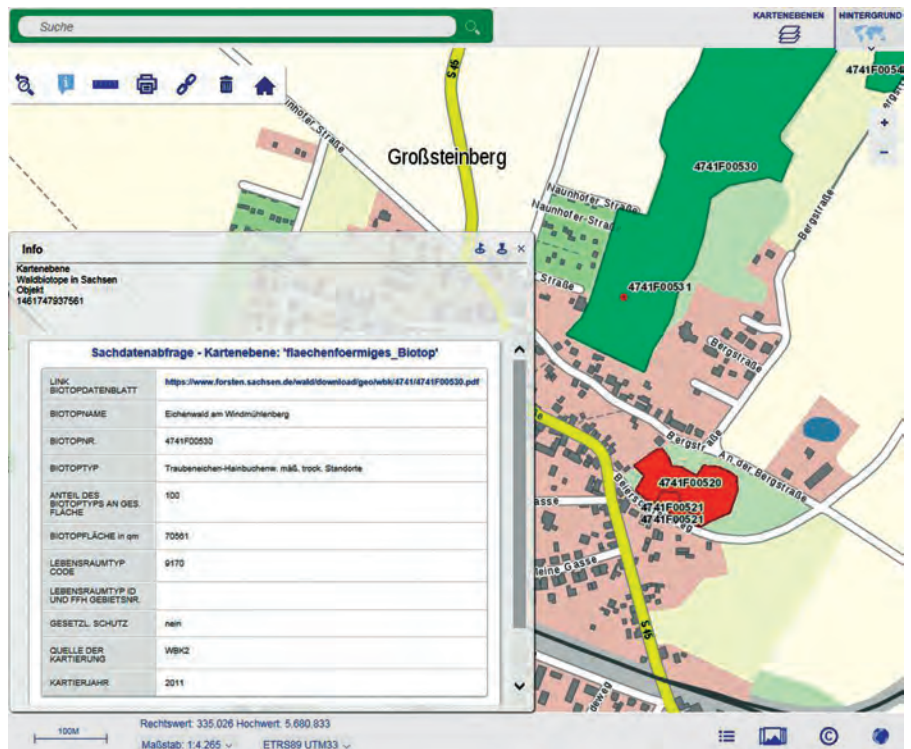 Suche
KARTENEBENEN
HINTERGRUND
4741F0054
Bergstraße
S 45
Großsteinberg
4741F00530
Naunhofer_Straße
Naunhofer-Straße
Straße
4741F00531
Bergstraße
Bergstraße
Bergstraße
An der Bergstraße
4741F00520
4741F00521
4741F00521
asse
S 45
Info
Kartenebene
Waldbiotope in Sachsen
Objekt
1461747937561
Sachdatenabfrage - Kartenebene: 'flaechenfoermiges_Biotop'
LINK BIOTOPDATENBLATT
https://www.forsten.sachsen.de/wald/download/geo/wbk/4741/4741F00530.pdf
BIOTOPNAME
Eichenwald am Windmühlenberg
BIOTOPNR.
4741F00530
BIOTOPTYP
Traubeneichen-Hainbuchenw. mäß. trock. Standorte
ANTEIL DES
BIOTOPTYPS AN GES.
FLÄCHE
100
BIOTOPFLÄCHE in qm
70561
LEBENSRAUMTYP
CODE
9170
LEBENSRAUMTYP ID
UND FFH GEBIETSNR.
GESETZL. SCHUTZ
nein
QUELLE DER
KARTIERUNG
WBK2
KARTIERJAHR
2011
100M
Rechtswert: 335.026 Hochwert: 5.680.833
Maßstab: 1:4.265
ETRS89 UTM33